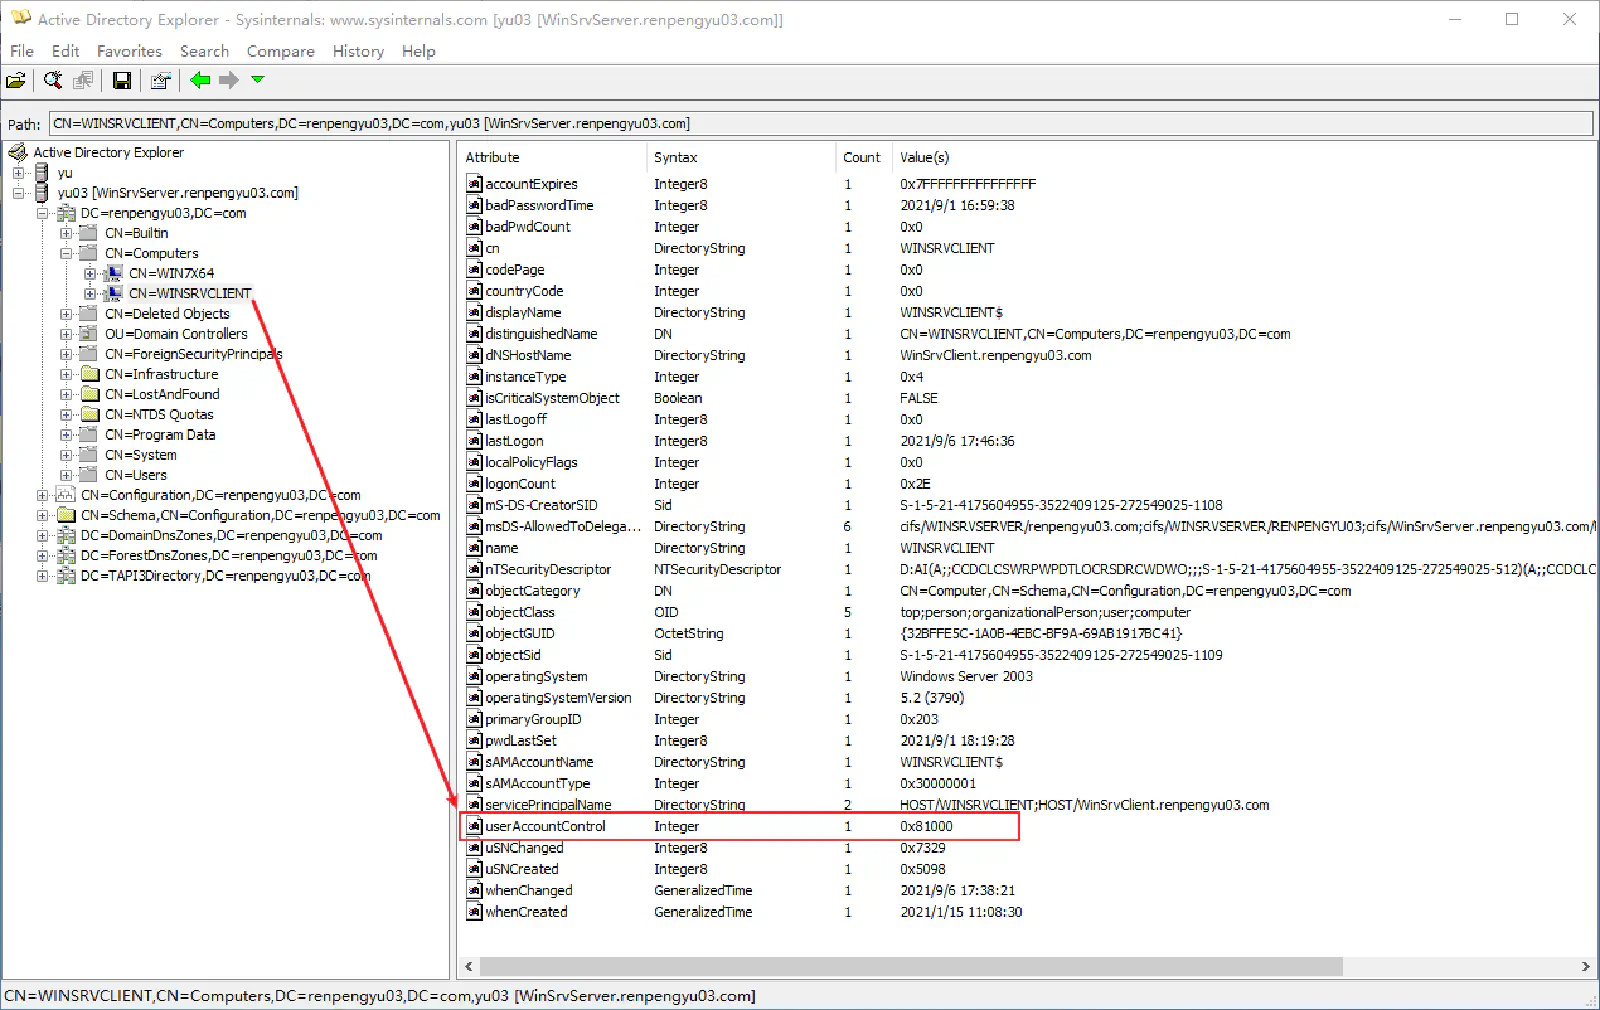 Active Directory Explorer - Sysinternals: www.sysinternals.com [yu03 [WinSrvServer.renpengyu03.com]]
File Edit Favorites Search Compare History Help
Path: CN=WINSRVCLIENT,CN=Computers,DC=renpengyu03,DC=com,yu03 [WinSrvServer.renpengyu03.com]
Active Directory Explorer
yu
yu03 [WinSrvServer.renpengyu03.com]
DC=renpengyu03,DC=com
CN=Builtin
CN=Computers
CN=WIN7X64
CN=WINSRVCLIENT
CN=Deleted Objects
OU=Domain Controllers
CN=ForeignSecurityPrincipals
CN=Infrastructure
CN=LostAndFound
CN=NTDS Quotas
CN=Program Data
CN=System
CN=Users
CN=Configuration,DC=renpengyu03,DC=com
CN=Schema,CN=Configuration,DC=renpengyu03,DC=com
DC=DomainDnsZones,DC=renpengyu03,DC=com
DC=ForestDnsZones,DC=renpengyu03,DC=com
DC=TAPI3Directory,DC=renpengyu03,DC=com
Attribute Syntax Count Value(s)
accountExpires Integer8 1 0x7FFFFFFFFFFFFFFF
badPasswordTime Integer8 1 2021/9/1 16:59:38
badPwdCount Integer 1 0x0
cn DirectoryString 1 WINSRVCLIENT
codePage Integer 1 0x0
countryCode Integer 1 0x0
displayName DirectoryString 1 WINSRVCLIENT$
distinguishedName DN 1 CN=WINSRVCLIENT,CN=Computers,DC=renpengyu03,DC=com
dNSHostName DirectoryString 1 WinSrvClient.renpengyu03.com
instanceType Integer 1 0x4
isCriticalSystemObject Boolean 1 FALSE
lastLogoff Integer8 1 0x0
lastLogon Integer8 1 2021/9/6 17:46:36
localPolicyFlags Integer 1 0x0
logonCount Integer 1 0x2E
mS-DS-CreatorSID Sid 1 S-1-5-21-4175604955-3522409125-272549025-1108
msDS-AllowedToDelega... DirectoryString 6 cifs/WINSRVSERVER/renpengyu03.com;cifs/WINSRVSERVER/RENPENGYU03;cifs/WinSrvServer.renpengyu03.com/
name DirectoryString 1 WINSRVCLIENT
nTSecurityDescriptor NTSecurityDescriptor 1 D:AI(A;;CCDCLCSWRPWPDTLOCRSDRCWDWO;;;S-1-5-21-4175604955-3522409125-272549025-512)(A;;CCDCLC
objectCategory DN 1 CN=Computer,CN=Schema,CN=Configuration,DC=renpengyu03,DC=com
objectClass OID 5 top;person;organizationalPerson;user;computer
objectGUID OctetString 1 {32BFFE5C-1A0B-4EBC-BF9A-69AB1917BC41}
objectSid Sid 1 S-1-5-21-4175604955-3522409125-272549025-1109
operatingSystem DirectoryString 1 Windows Server 2003
operatingSystemVersion DirectoryString 1 5.2 (3790)
primaryGroupID Integer 1 0x203
pwdLastSet Integer8 1 2021/9/1 18:19:28
sAMAccountName DirectoryString 1 WINSRVCLIENT$
sAMAccountType Integer 1 0x30000001
servicePrincipalName DirectoryString 2 HOST/WINSRVCLIENT;HOST/WinSrvClient.renpengyu03.com
userAccountControl Integer 1 0x81000
uSNChanged Integer8 1 0x7329
uSNCreated Integer8 1 0x5098
whenChanged GeneralizedTime 1 2021/9/6 17:38:21
whenCreated GeneralizedTime 1 2021/1/15 11:08:30
CN=WINSRVCLIENT,CN=Computers,DC=renpengyu03,DC=com,yu03 [WinSrvServer.renpengyu03.com]